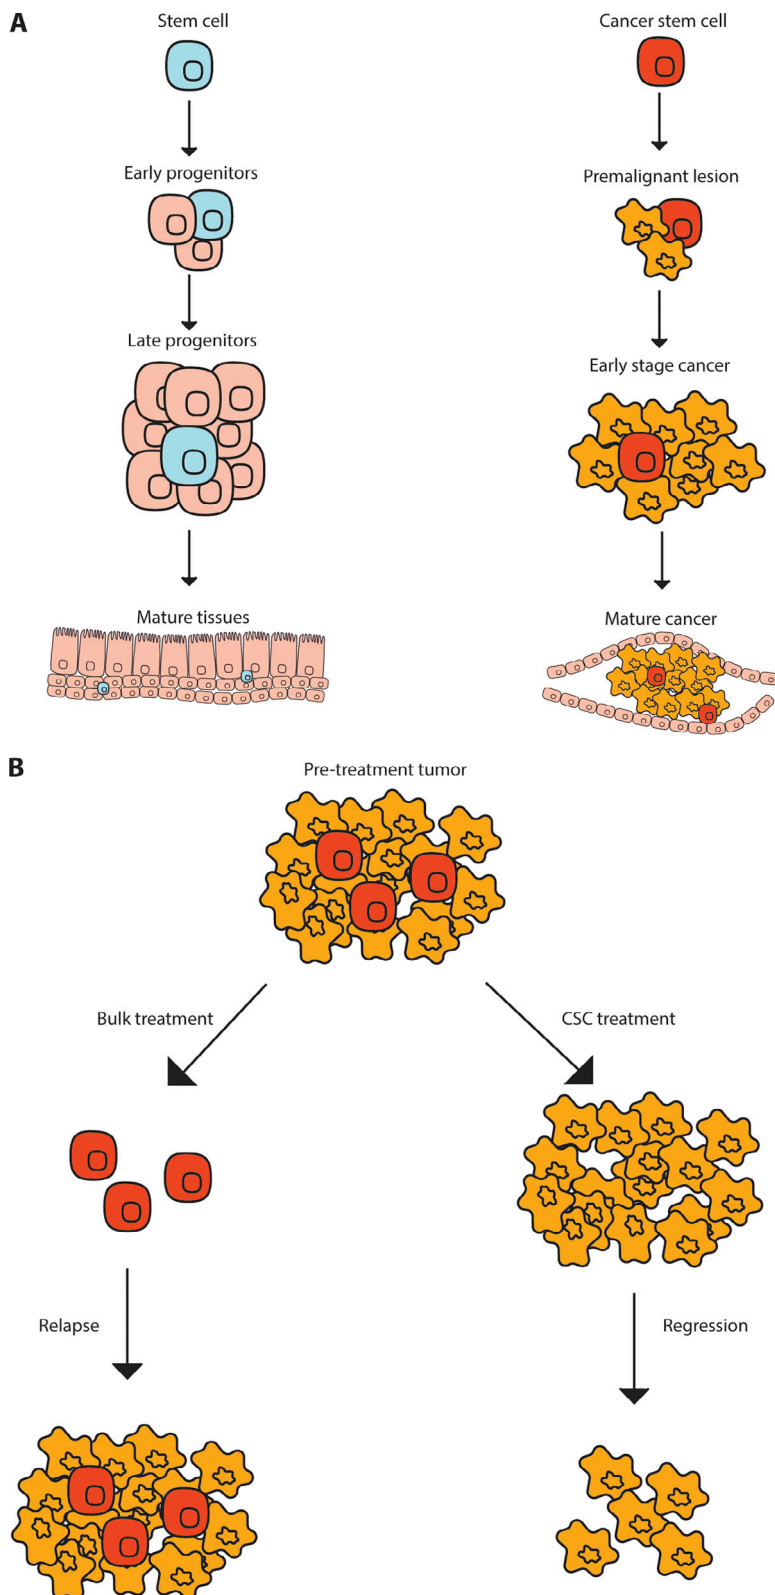 A
Stem cell
Cancer stem cell
Early progenitors
Premalignant lesion
Late progenitors
Early stage cancer
Mature tissues
Mature cancer
B
Pre-treatment tumor
Bulk treatment
CSC treatment
Relapse
Regression